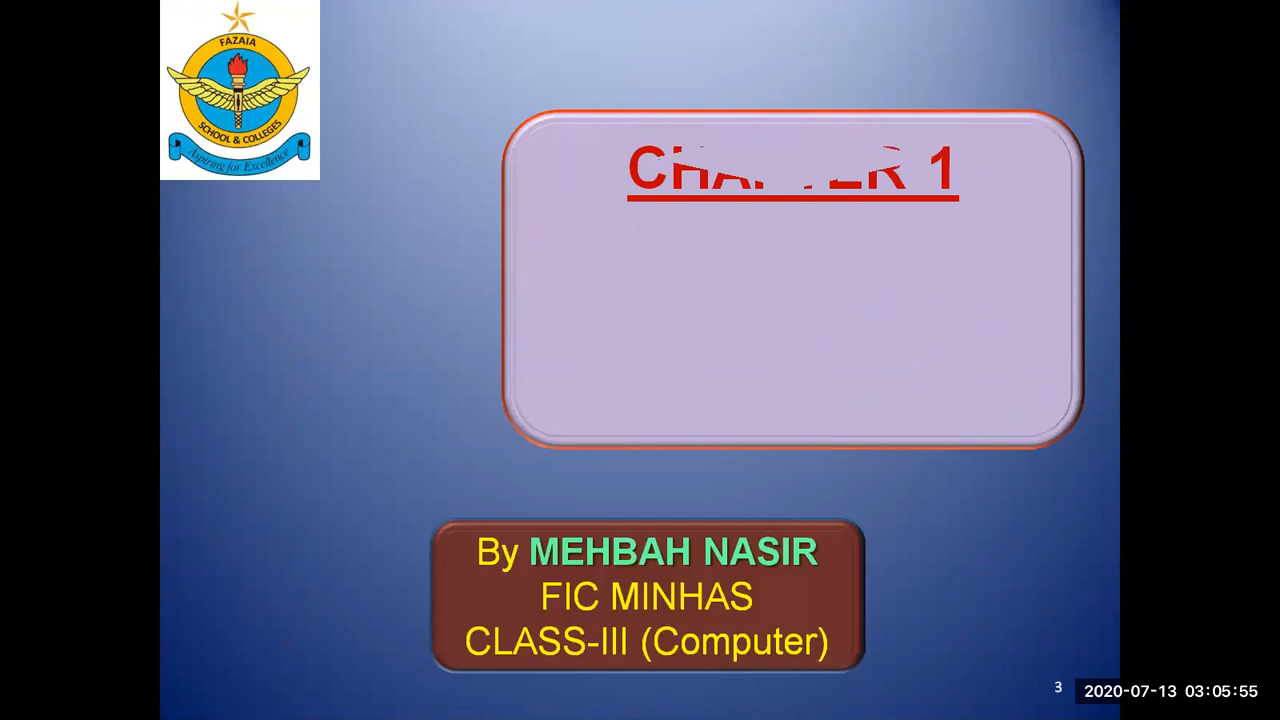 FAZAIA
SCHOOL & COLLEGES
Aspiring for Excellence
CHAPTER 1
By MEHBAH NASIR
FIC MINHAS
CLASS-III (Computer)
3
2020-07-13 03:05:55